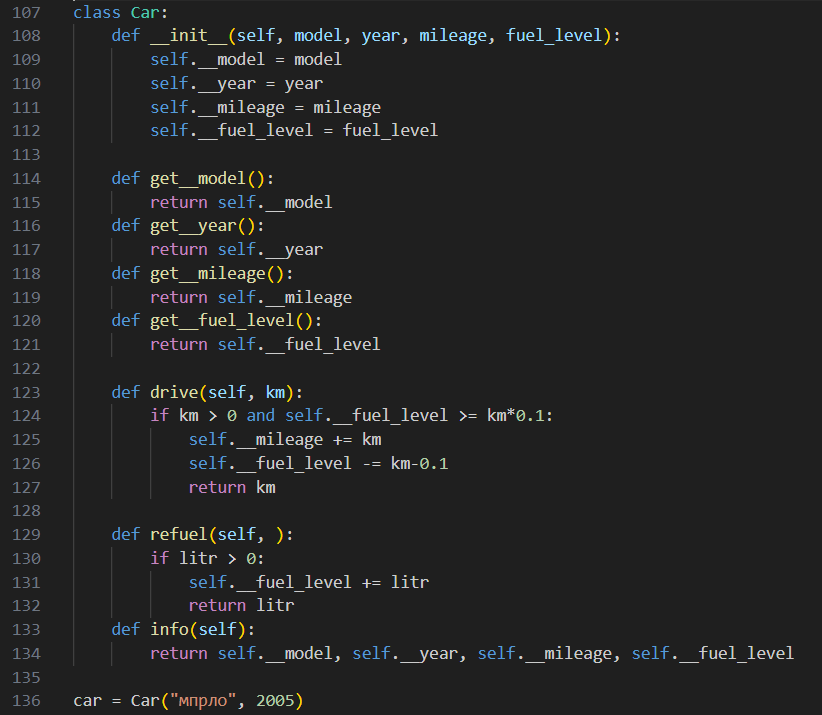 107 class Car:
108     def __init__(self, model, year, mileage, fuel_level):
109         self.__model = model
110         self.__year = year
111         self.__mileage = mileage
112         self.__fuel_level = fuel_level
113
114     def get__model():
115         return self.__model
116     def get__year():
117         return self.__year
118     def get__mileage():
119         return self.__mileage
120     def get__fuel_level():
121         return self.__fuel_level
122
123     def drive(self, km):
124         if km > 0 and self.__fuel_level >= km*0.1:
125             self.__mileage += km
126             self.__fuel_level -= km-0.1
127             return km
128
129     def refuel(self, ):
130         if litr > 0:
131             self.__fuel_level += litr
132             return litr
133     def info(self):
134         return self.__model, self.__year, self.__mileage, self.__fuel_level
135
136 car = Car("мпрло", 2005)